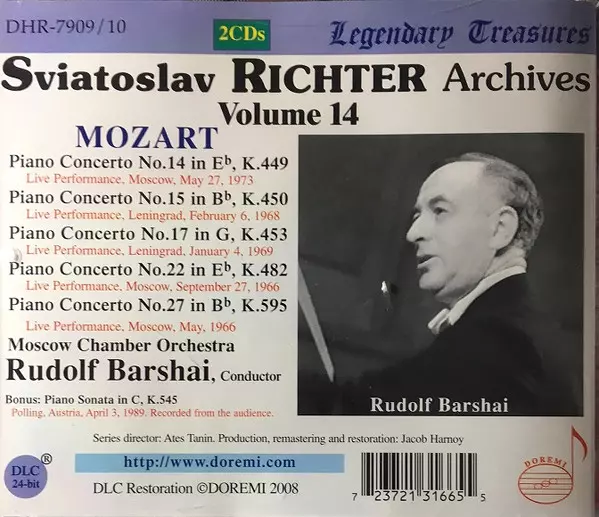 DHR-7909/10
2CDs
Legendary Treasures
Sviatoslav RICHTER Archives
Volume 14
MOZART
Piano Concerto No.14 in Eb, K.449
Live Performance, Moscow, May 27, 1973
Piano Concerto No.15 in Bb, K.450
Live Performance, Leningrad, February 6, 1968
Piano Concerto No.17 in G, K.453
Live Performance, Leningrad, January 4, 1969
Piano Concerto No.22 in Eb, K.482
Live Performance, Moscow, September 27, 1966
Piano Concerto No.27 in Bb, K.595
Live Performance, Moscow, May, 1966
Moscow Chamber Orchestra
Rudolf Barshai, Conductor
Bonus: Piano Sonata in C, K.545
Polling, Austria, April 3, 1989. Recorded from the audience.
Rudolf Barshai
Series director: Ates Tanin. Production, remastering and restoration: Jacob Harnoy
DLC
24-bit
®
http://www.doremi.com
DLC Restoration ©DOREMI 2008
7 23721 31665 5
DOREMI